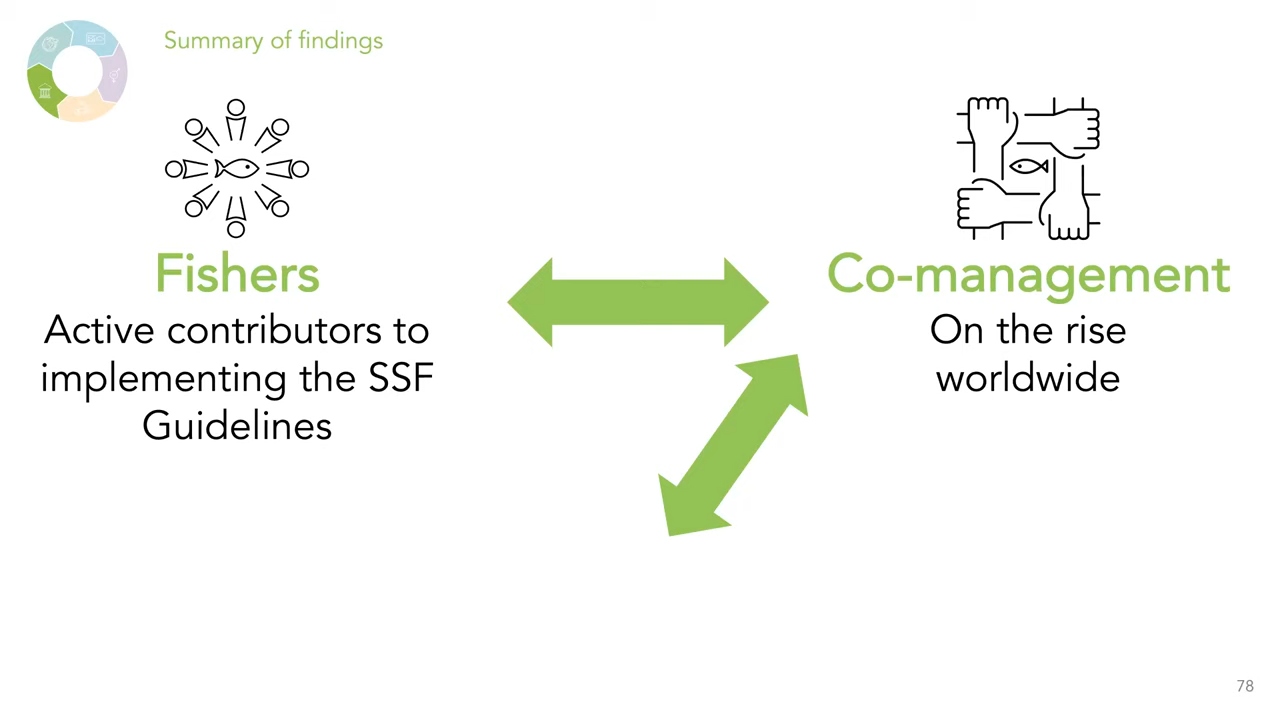 Summary of findings
Fishers
Active contributors to
implementing the SSF
Guidelines
Co-management
On the rise
worldwide
78